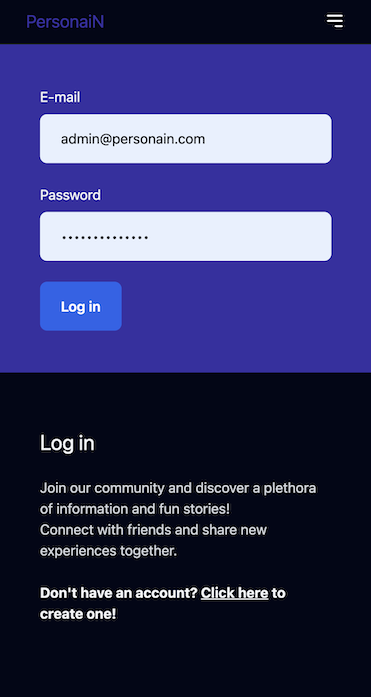 PersonaiN
E-mail
admin@personain.com
Password
••••••••••••••
Log in
Log in
Join our community and discover a plethora
of information and fun stories!
Connect with friends and share new
experiences together.
Don't have an account? Click here to
create one!